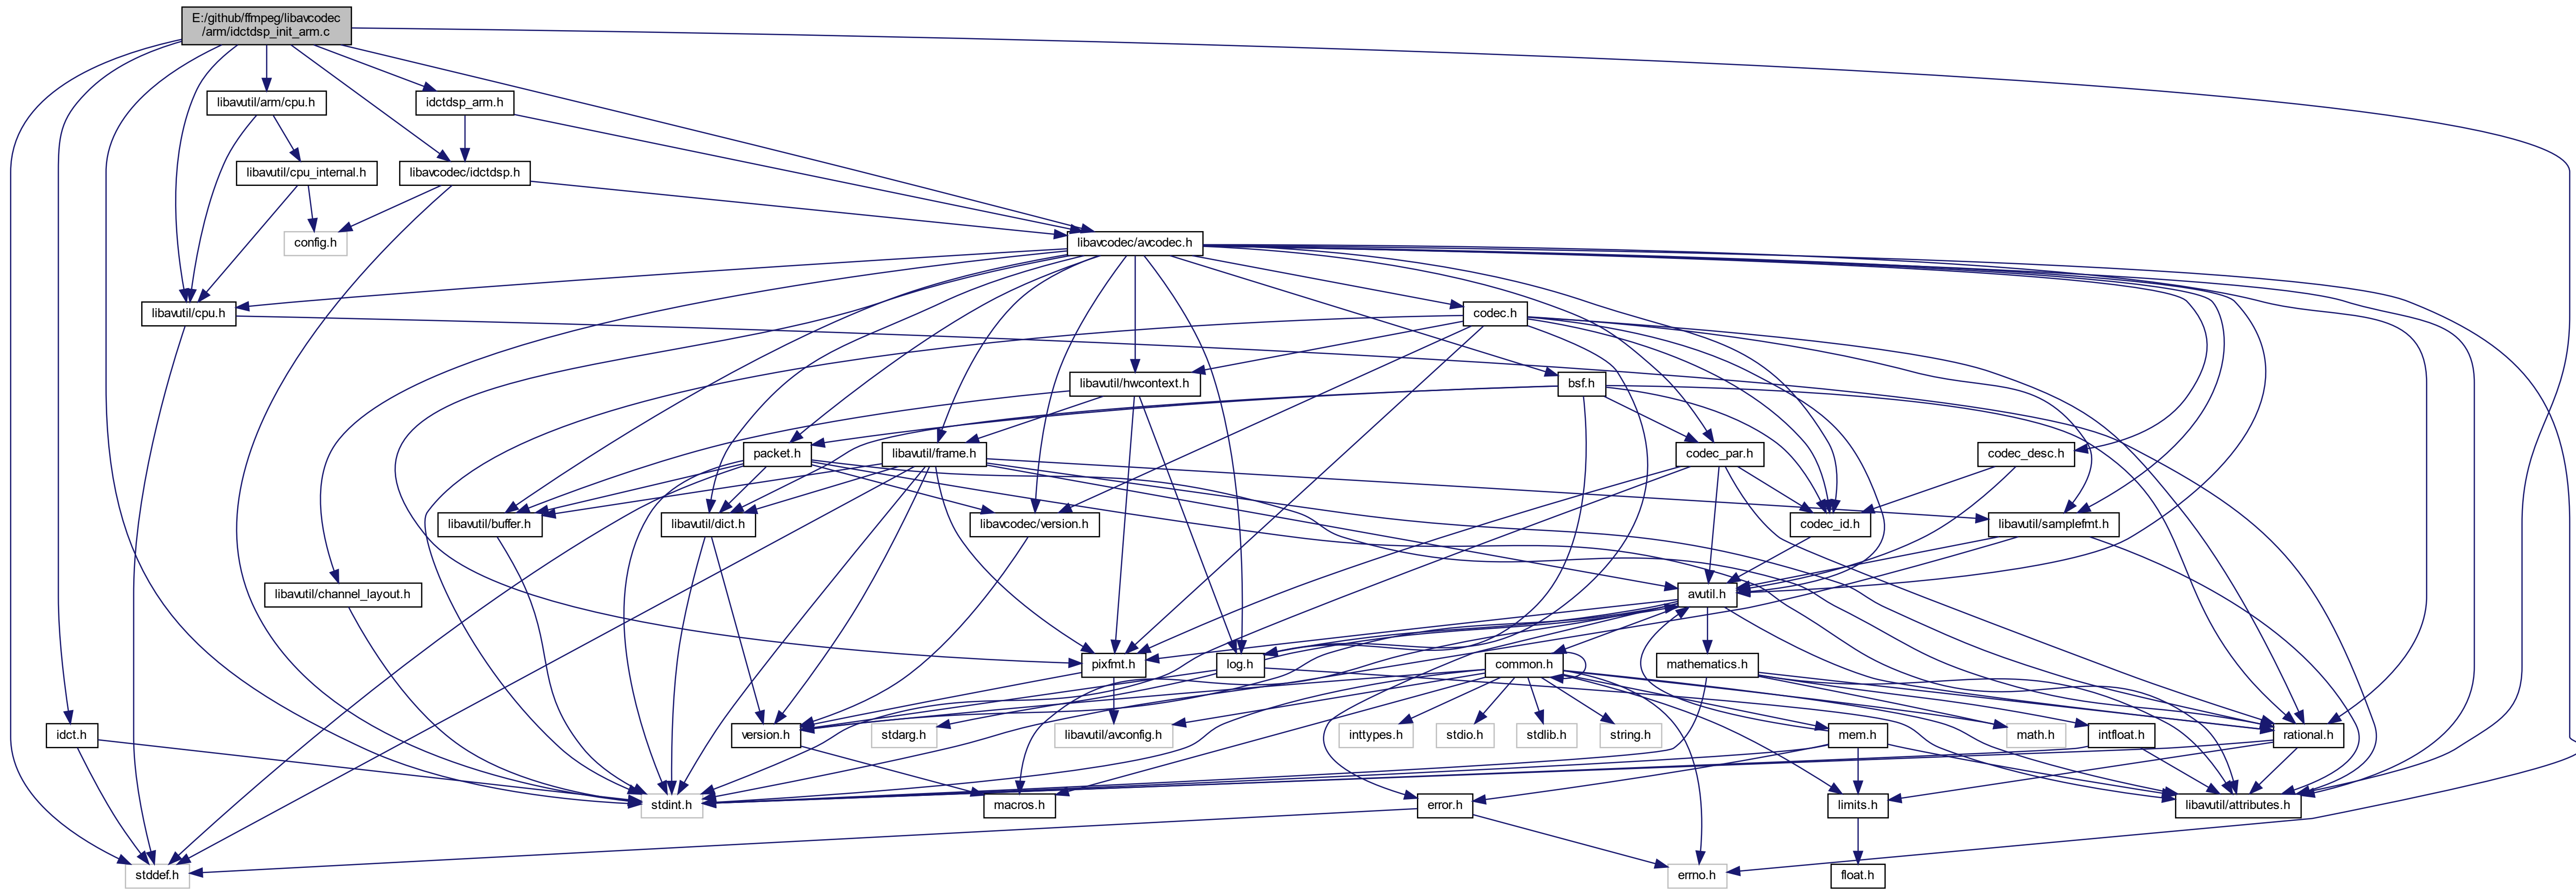 E:/github/ffmpeg/libavcodec
/arm/idctdsp_init_arm.c
libavutil/arm/cpu.h
idctdsp_arm.h
libavutil/cpu_internal.h
libavcodec/idctdsp.h
config.h
libavcodec/avcodec.h
libavutil/cpu.h
codec.h
libavutil/hwcontext.h
bsf.h
packet.h
libavutil/frame.h
codec_par.h
codec_desc.h
libavutil/buffer.h
libavutil/dict.h
libavcodec/version.h
codec_id.h
libavutil/samplefmt.h
libavutil/channel_layout.h
avutil.h
pixfmt.h
log.h
common.h
mathematics.h
idct.h
version.h
stdarg.h
libavutil/avconfig.h
inttypes.h
stdio.h
stdlib.h
string.h
mem.h
math.h
intfloat.h
rational.h
stdint.h
macros.h
error.h
limits.h
libavutil/attributes.h
stddef.h
errno.h
float.h